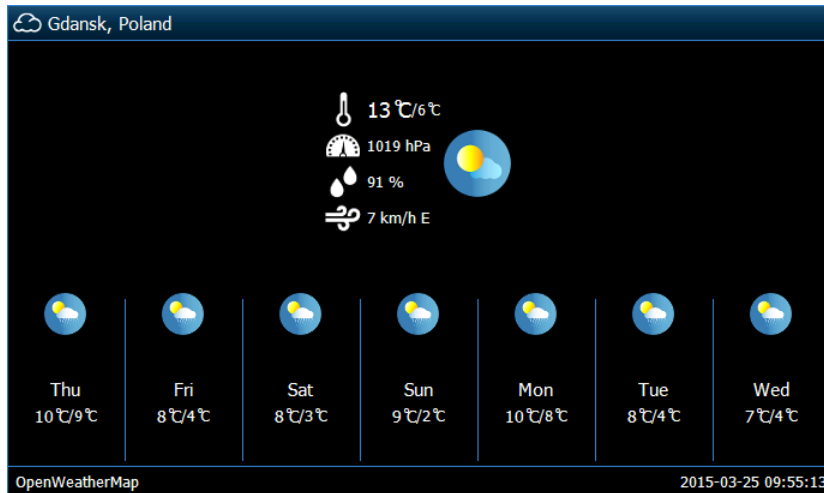 Gdansk, Poland
13℃/6℃
1019 hPa
91 %
7 km/h E
Thu Fri Sat Sun Mon Tue Wed
10℃/9℃ 8℃/4℃ 8℃/3℃ 9℃/2℃ 10℃/8℃ 8℃/4℃ 7℃/4℃
OpenWeatherMap 2015-03-25 09:55:13